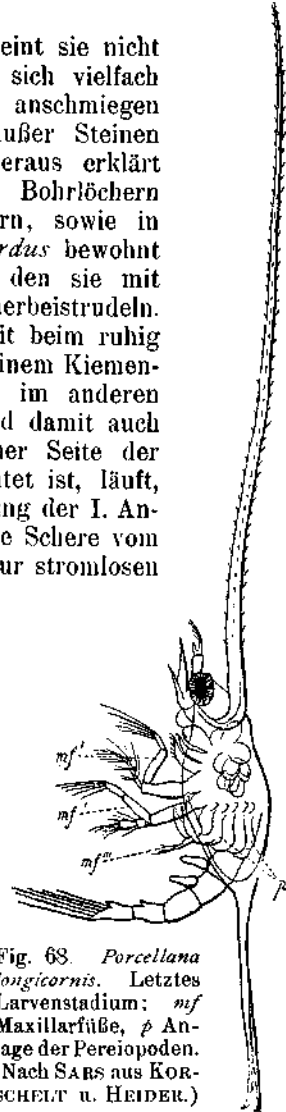 eint sie nicht
sich vielfach
anschmiegen
ußer Steinen
eraus erklärt
Bohrlöchern
rn, sowie in
rdus bewohnt
den sie mit
nerbeistrudeln.
it beim ruhig
inem Kiemen-
im anderen
d damit auch
ner Seite der
tet ist, läuft,
ng der I. An-
e Schere vom
ur stromlosen
mf'
mf'
mf'''
p
Fig. 68. Porcellana
longicornis. Letztes
Larvenstadium; mf
Maxillarfüße, p An-
lage der Pereiopoden.
(Nach SARS aus KOR-
SCHELT u. HEIDER.)